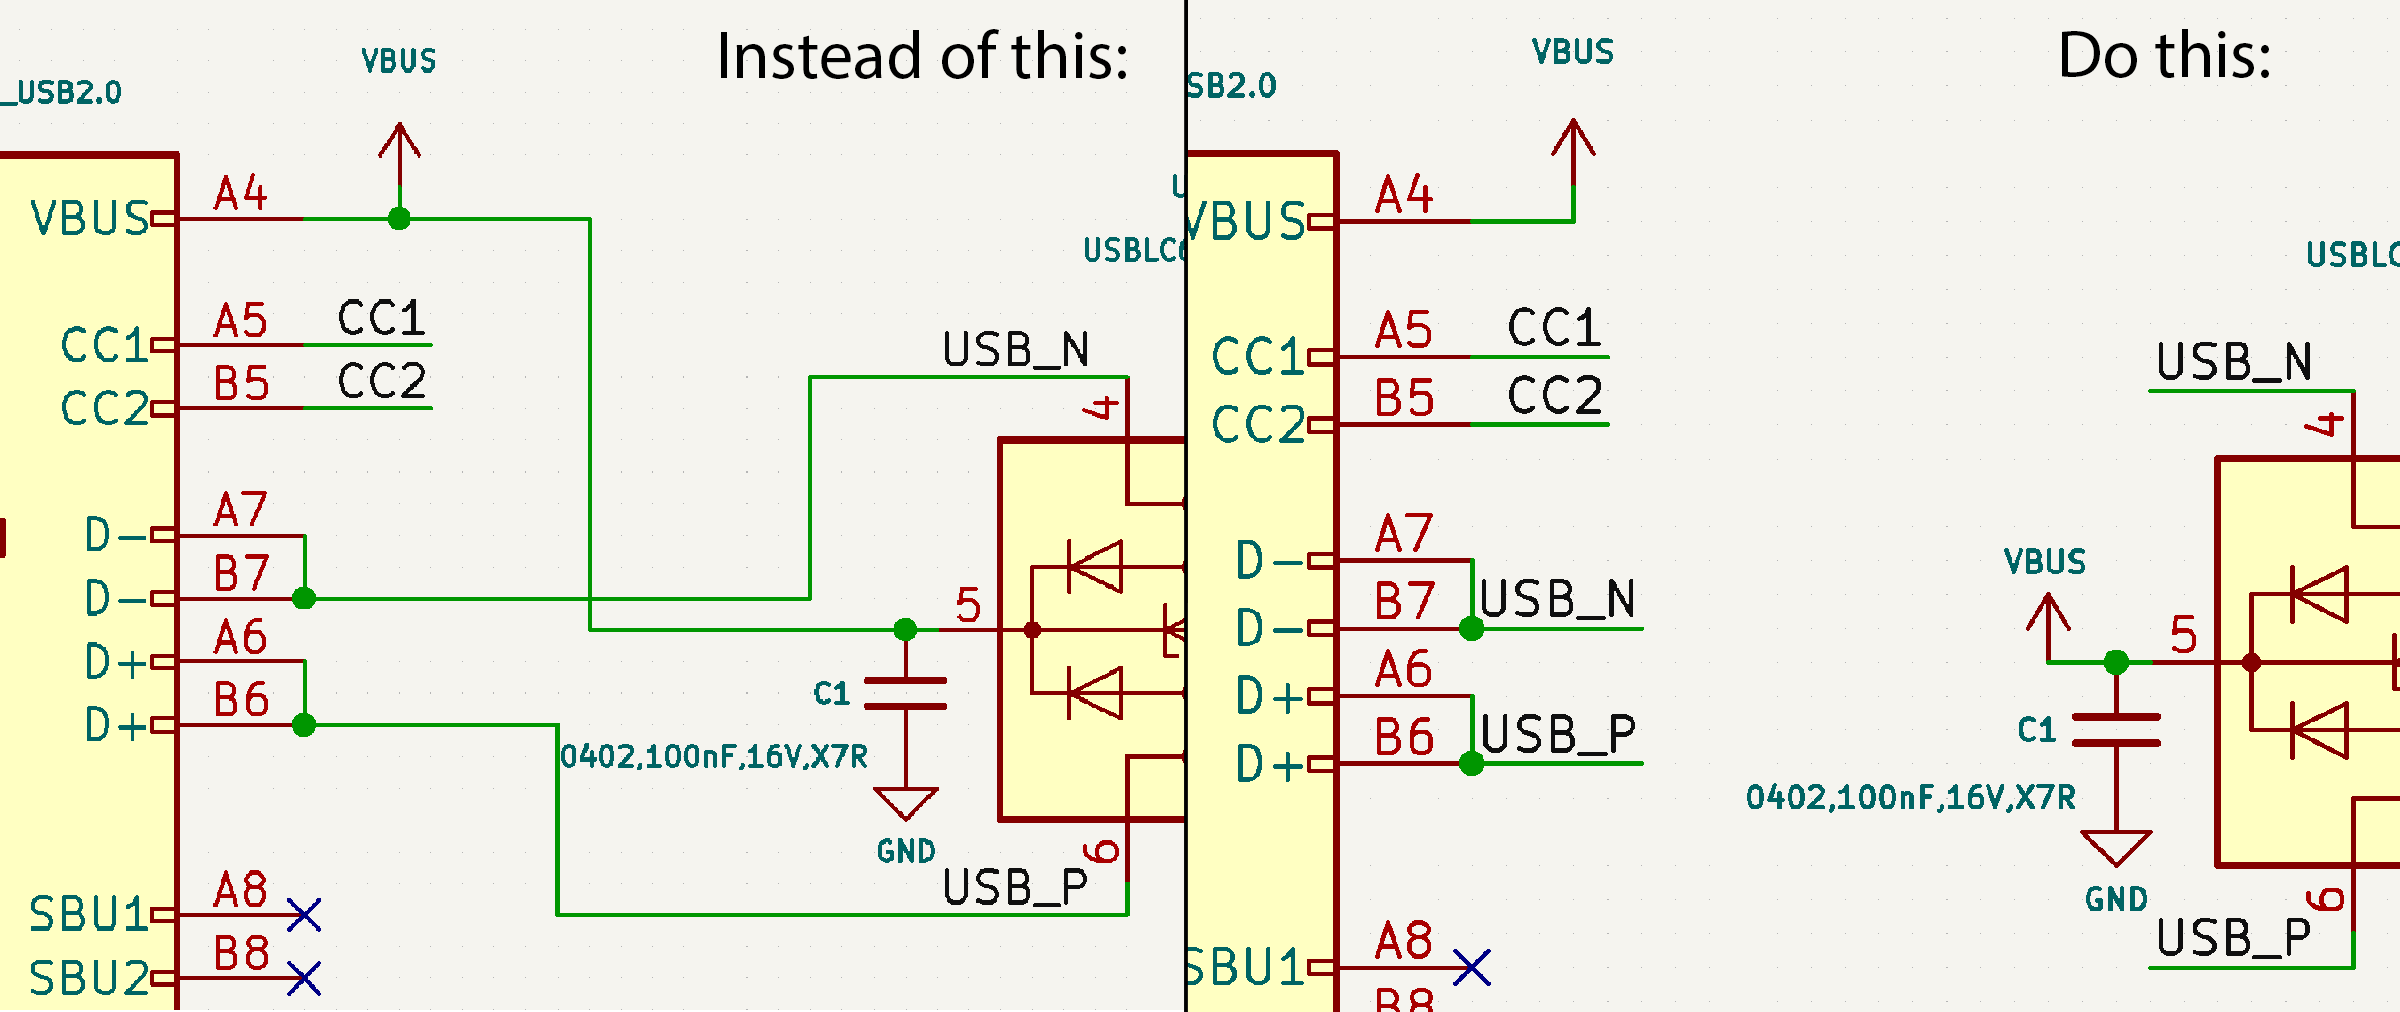 Instead of this:
VBUS
_USB2.0
VBUS
A4
CC1
A5
CC1
CC2
B5
CC2
D-
A7
D-
B7
D+
A6
D+
B6
SBU1
A8
SBU2
B8
USBLC
USB_N
4
5
C1
0402,100nF,16V,X7R
GND
6
USB_P
Do this:
VBUS
SB2.0
VBUS
A4
CC1
A5
CC1
CC2
B5
CC2
D-
A7
D-
B7
USB_N
D+
A6
D+
B6
USB_P
SBU1
A8
B8
USBLC
USB_N
4
VBUS
5
C1
0402,100nF,16V,X7R
GND
6
USB_P